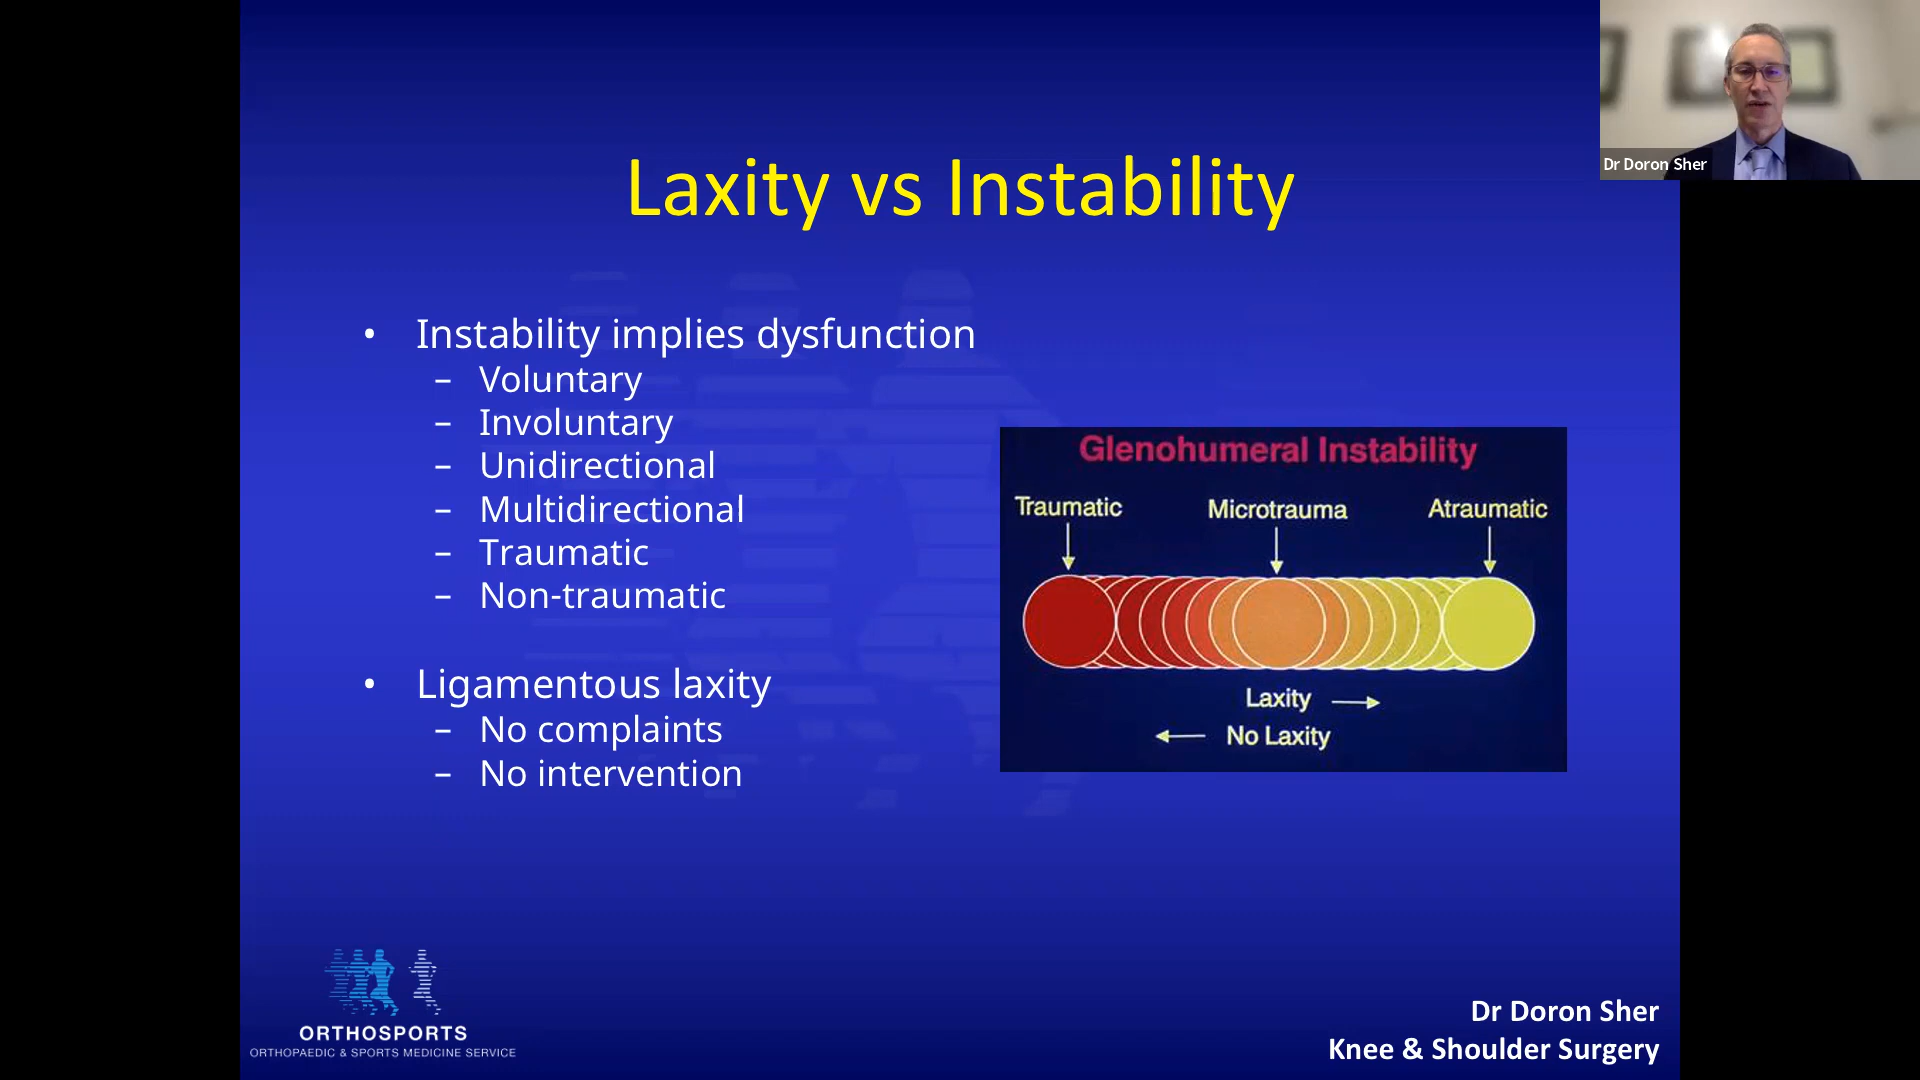 Dr Doron Sher
Laxity vs Instability
• Instability implies dysfunction
– Voluntary
– Involuntary
– Unidirectional
– Multidirectional
– Traumatic
– Non-traumatic
• Ligamentous laxity
– No complaints
– No intervention
Glenohumeral Instability
Traumatic Microtrauma Atraumatic
Laxity →
← No Laxity
ORTHOSPORTS
ORTHOPAEDIC & SPORTS MEDICINE SERVICE
Dr Doron Sher
Knee & Shoulder Surgery